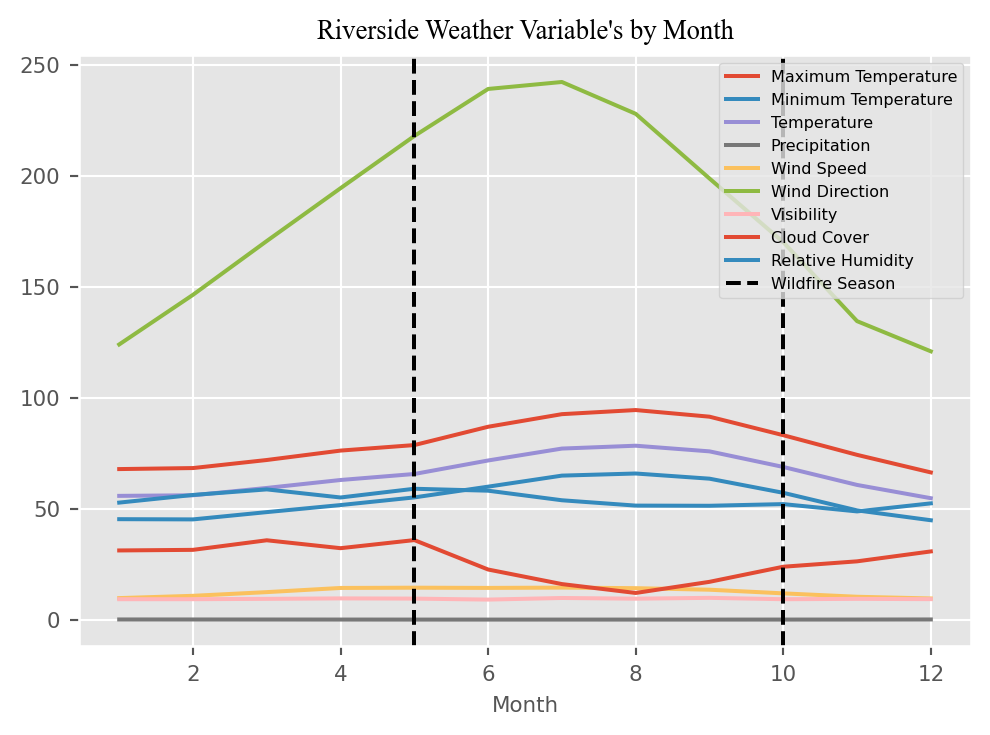 Riverside Weather Variable's by Month
250
200
150
100
50
0
Maximum Temperature
Minimum Temperature
Temperature
Precipitation
Wind Speed
Wind Direction
Visibility
Cloud Cover
Relative Humidity
Wildfire Season
2 4 6 8 10 12
Month